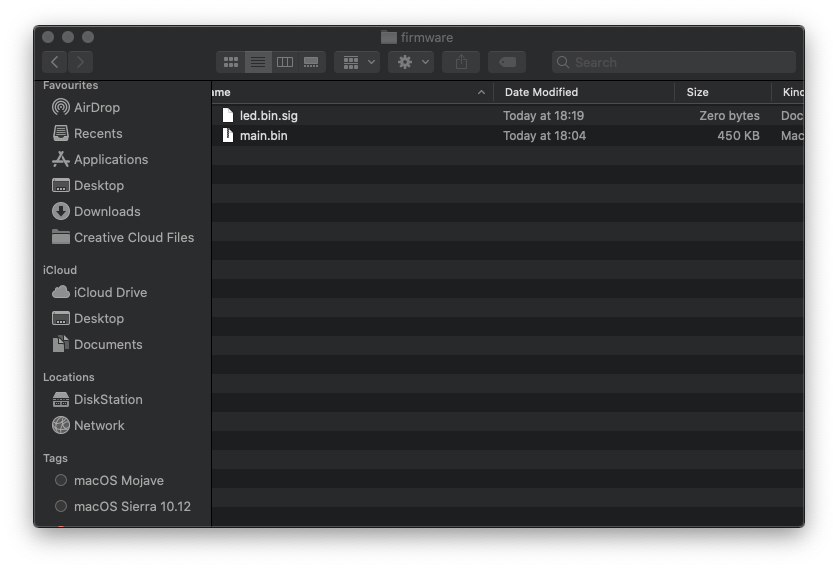 firmware
Search
Favourites
AirDrop
Recents
Applications
Desktop
Downloads
Creative Cloud Files
iCloud
iCloud Drive
Desktop
Documents
Locations
DiskStation
Network
Tags
macOS Mojave
macOS Sierra 10.12
ame Date Modified Size Kind
led.bin.sig Today at 18:19 Zero bytes Doc
main.bin Today at 18:04 450 KB Mac